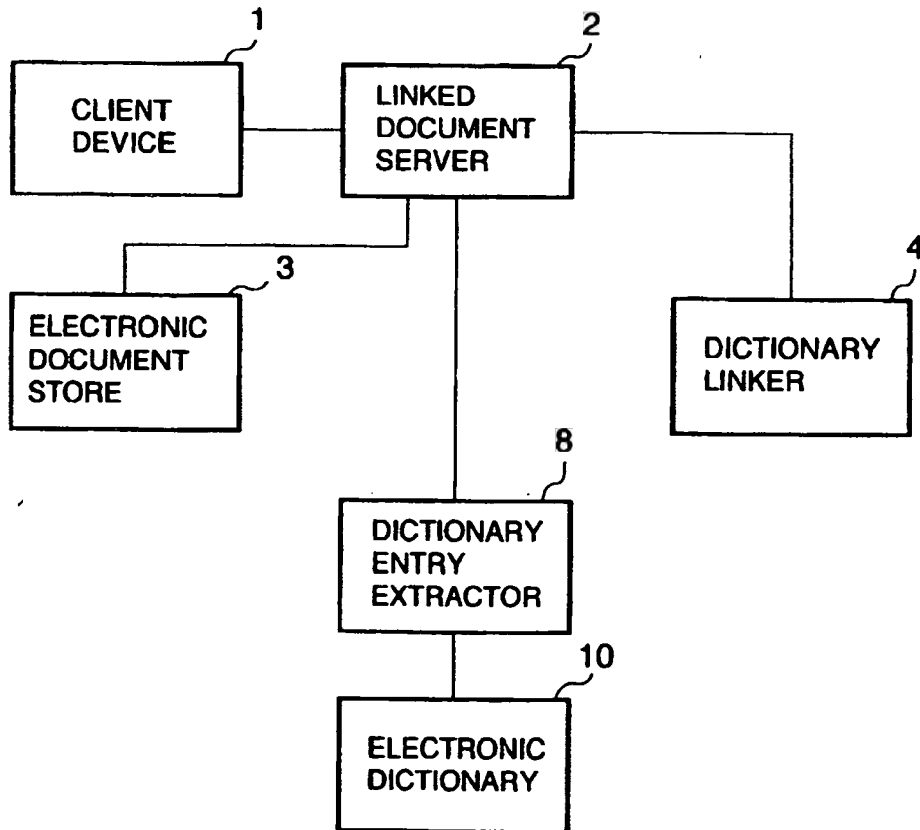 1
CLIENT
DEVICE
2
LINKED
DOCUMENT
SERVER
3
ELECTRONIC
DOCUMENT
STORE
4
DICTIONARY
LINKER
8
DICTIONARY
ENTRY
EXTRACTOR
10
ELECTRONIC
DICTIONARY